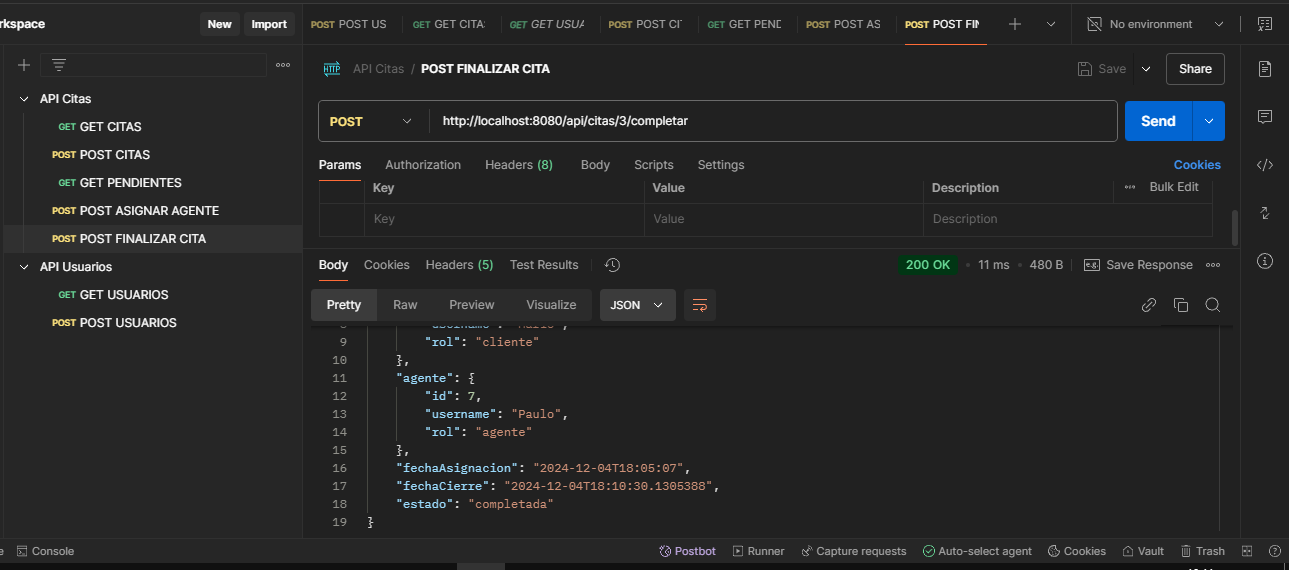 rkspace
New Import
POST POST US GET GET CITA: GET GET USUA POST POST CI GET GET PEND POST POST AS POST POST FIN No environment
API Citas / POST FINALIZAR CITA
Save Share
API Citas
GET GET CITAS
POST POST CITAS
GET GET PENDIENTES
POST POST ASIGNAR AGENTE
POST POST FINALIZAR CITA
API Usuarios
GET GET USUARIOS
POST POST USUARIOS
POST http://localhost:8080/api/citas/3/completar Send
Params Authorization Headers (8) Body Scripts Settings Cookies
Key Value Description Bulk Edit
Key Value Description
Body Cookies Headers (5) Test Results 200 OK 11 ms 480 B e.g. Save Response
Pretty Raw Preview Visualize JSON
9 "rol": "cliente"
10 },
11 "agente": {
12 "id": 7,
13 "username": "Paulo",
14 "rol": "agente"
15 },
16 "fechaAsignacion": "2024-12-04T18:05:07",
17 "fechaCierre": "2024-12-04T18:10:30.1305388",
18 "estado": "completada"
19 }
Console Postbot Runner Capture requests Auto-select agent Cookies Vault Trash